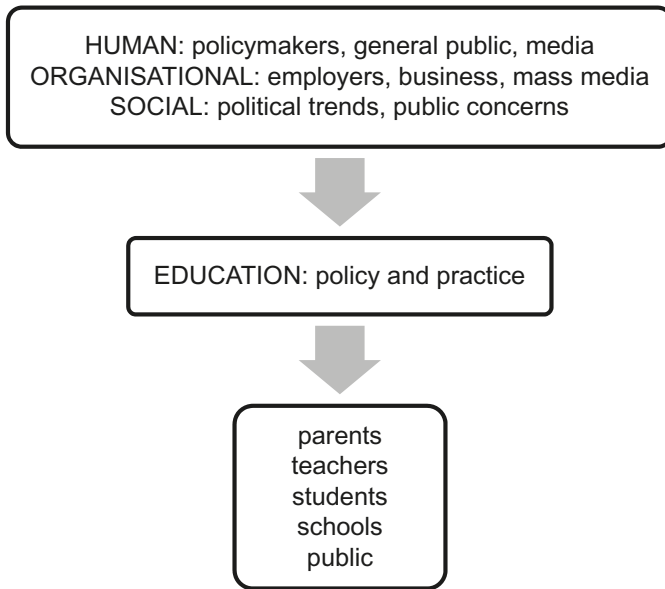 HUMAN: policymakers, general public, media
ORGANISATIONAL: employers, business, mass media
SOCIAL: political trends, public concerns
EDUCATION: policy and practice
parents
teachers
students
schools
public